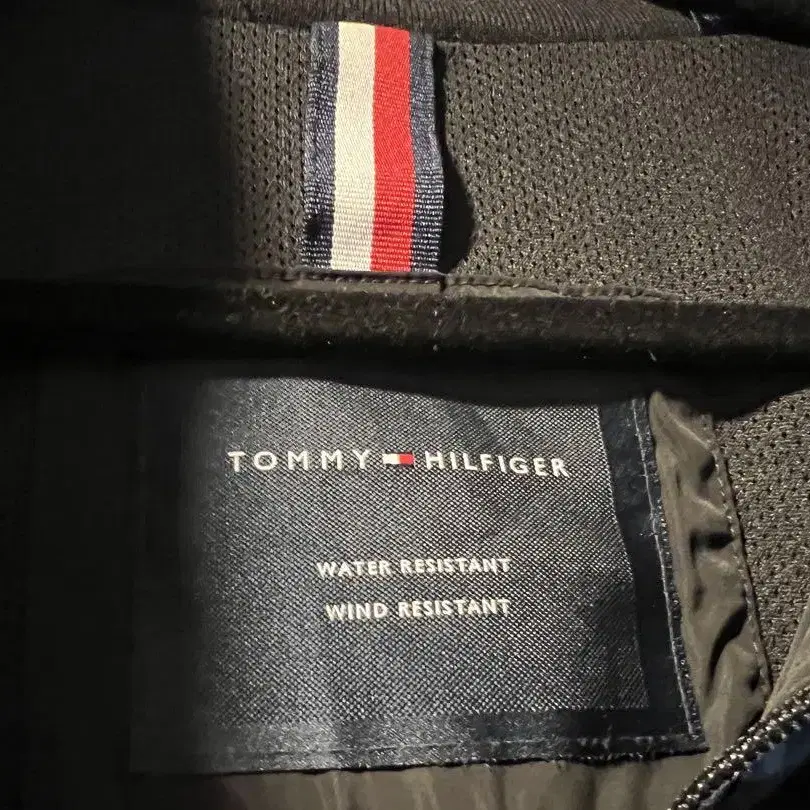 TOMMY HILFIGER
WATER RESISTANT
WIND RESISTANT